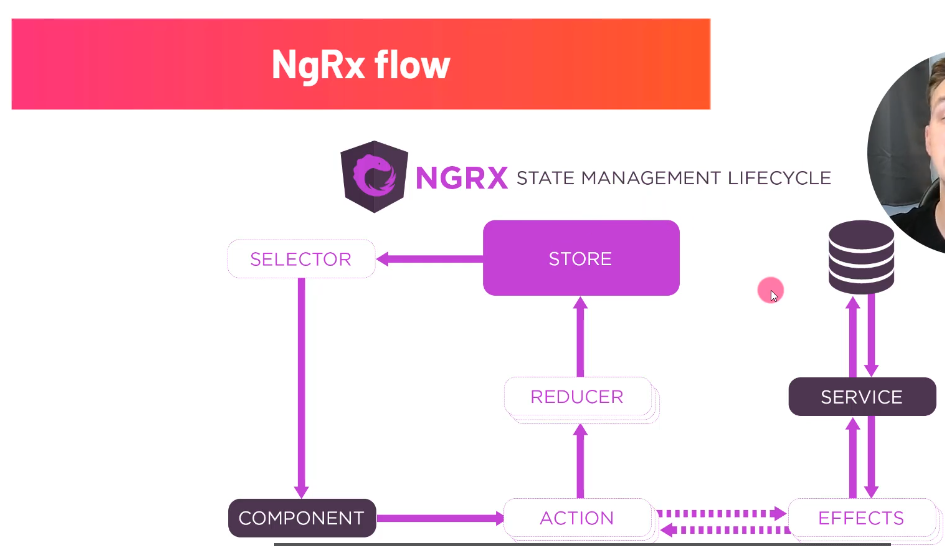 NgRx flow
NGRX STATE MANAGEMENT LIFECYCLE
SELECTOR
STORE
REDUCER
SERVICE
COMPONENT
ACTION
EFFECTS